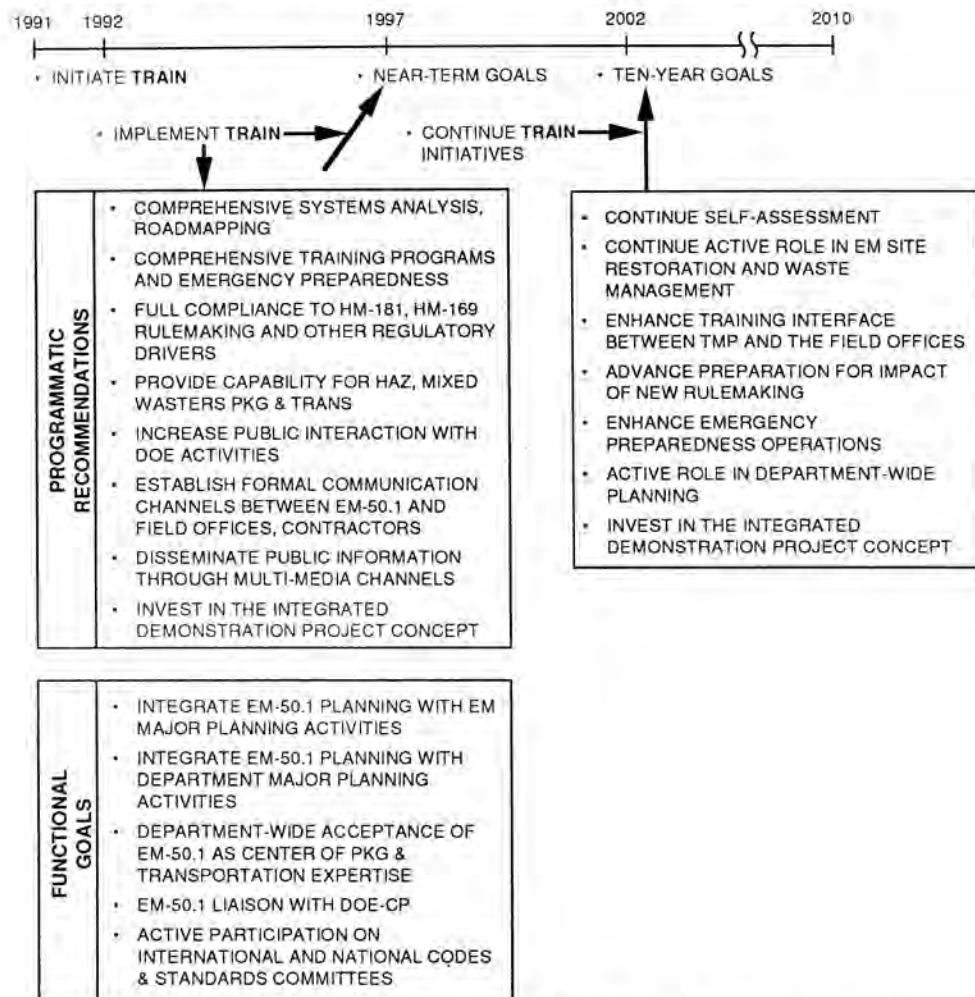 1991 1992 1997 2002 2010
· INITIATE TRAIN
· NEAR-TERM GOALS
· TEN-YEAR GOALS
· IMPLEMENT TRAIN
· CONTINUE TRAIN
INITIATIVES
PROGRAMMATIC
RECOMMENDATIONS
· COMPREHENSIVE SYSTEMS ANALYSIS,
ROADMAPPING
· COMPREHENSIVE TRAINING PROGRAMS
AND EMERGENCY PREPAREDNESS
· FULL COMPLIANCE TO HM-181, HM-169
RULEMAKING AND OTHER REGULATORY
DRIVERS
· PROVIDE CAPABILITY FOR HAZ, MIXED
WASTERS PKG & TRANS
· INCREASE PUBLIC INTERACTION WITH
DOE ACTIVITIES
· ESTABLISH FORMAL COMMUNICATION
CHANNELS BETWEEN EM-50.1 AND
FIELD OFFICES, CONTRACTORS
· DISSEMINATE PUBLIC INFORMATION
THROUGH MULTI-MEDIA CHANNELS
· INVEST IN THE INTEGRATED
DEMONSTRATION PROJECT CONCEPT
· CONTINUE SELF-ASSESSMENT
· CONTINUE ACTIVE ROLE IN EM SITE
RESTORATION AND WASTE
MANAGEMENT
· ENHANCE TRAINING INTERFACE
BETWEEN TMP AND THE FIELD OFFICES
· ADVANCE PREPARATION FOR IMPACT
OF NEW RULEMAKING
· ENHANCE EMERGENCY
PREPAREDNESS OPERATIONS
· ACTIVE ROLE IN DEPARTMENT-WIDE
PLANNING
· INVEST IN THE INTEGRATED
DEMONSTRATION PROJECT CONCEPT
FUNCTIONAL
GOALS
· INTEGRATE EM-50.1 PLANNING WITH EM
MAJOR PLANNING ACTIVITIES
· INTEGRATE EM-50.1 PLANNING WITH
DEPARTMENT MAJOR PLANNING
ACTIVITIES
· DEPARTMENT-WIDE ACCEPTANCE OF
EM-50.1 AS CENTER OF PKG &
TRANSPORTATION EXPERTISE
· EM-50.1 LIAISON WITH DOE-CP
· ACTIVE PARTICIPATION ON
INTERNATIONAL AND NATIONAL CODES
& STANDARDS COMMITTEES